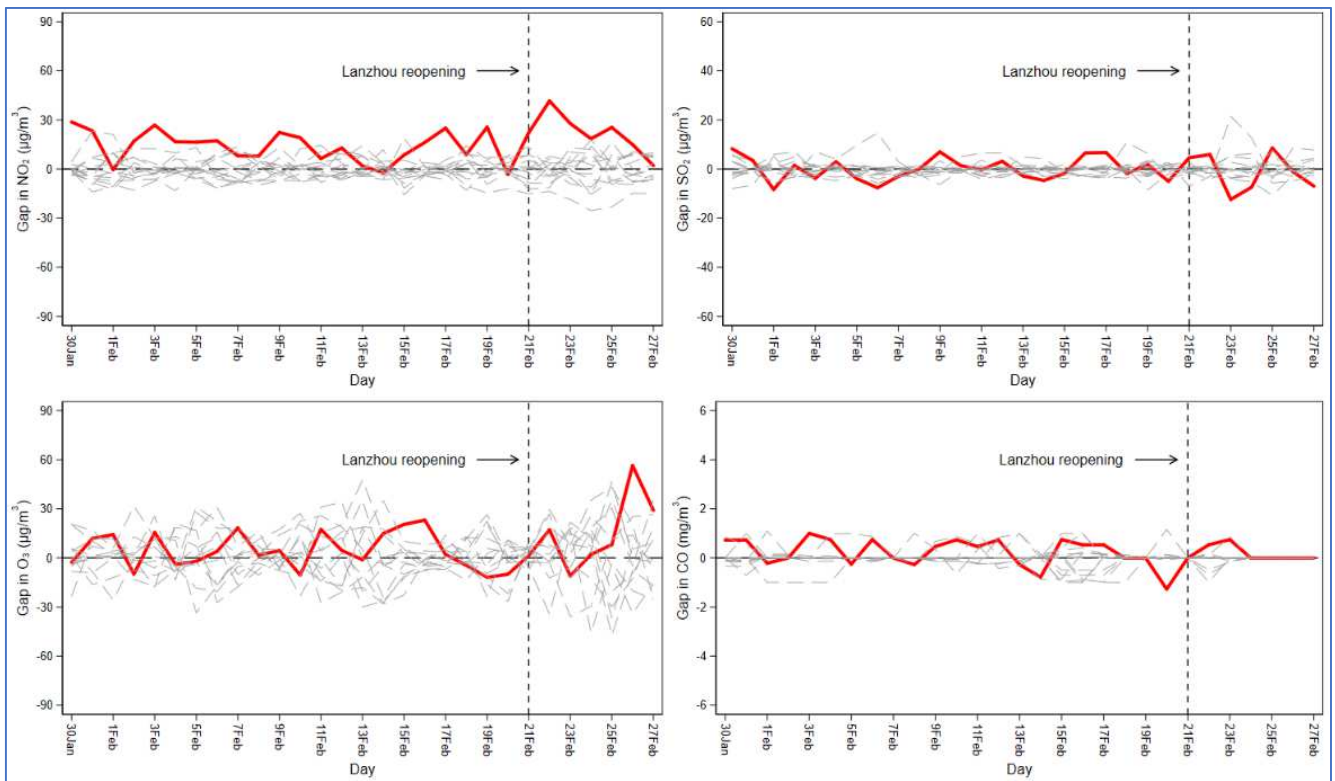 90
60
30
0
-30
-60
-90
Gap in NO₂ (µg/m³)
Lanzhou reopening
30Jan
1Feb
3Feb
5Feb
7Feb
9Feb
11Feb
13Feb
15Feb
17Feb
19Feb
21Feb
23Feb
25Feb
27Feb
Day
60
40
20
0
-20
-40
-60
Gap in SO₂ (µg/m³)
Lanzhou reopening
30Jan
1Feb
3Feb
5Feb
7Feb
9Feb
11Feb
13Feb
15Feb
17Feb
19Feb
21Feb
23Feb
25Feb
27Feb
Day
90
60
30
0
-30
-60
-90
Gap in O₃ (µg/m³)
Lanzhou reopening
30Jan
1Feb
3Feb
5Feb
7Feb
9Feb
11Feb
13Feb
15Feb
17Feb
19Feb
21Feb
23Feb
25Feb
27Feb
Day
6
4
2
0
-2
-4
-6
Gap in CO (mg/m³)
Lanzhou reopening
30Jan
1Feb
3Feb
5Feb
7Feb
9Feb
11Feb
13Feb
15Feb
17Feb
19Feb
21Feb
23Feb
25Feb
27Feb
Day